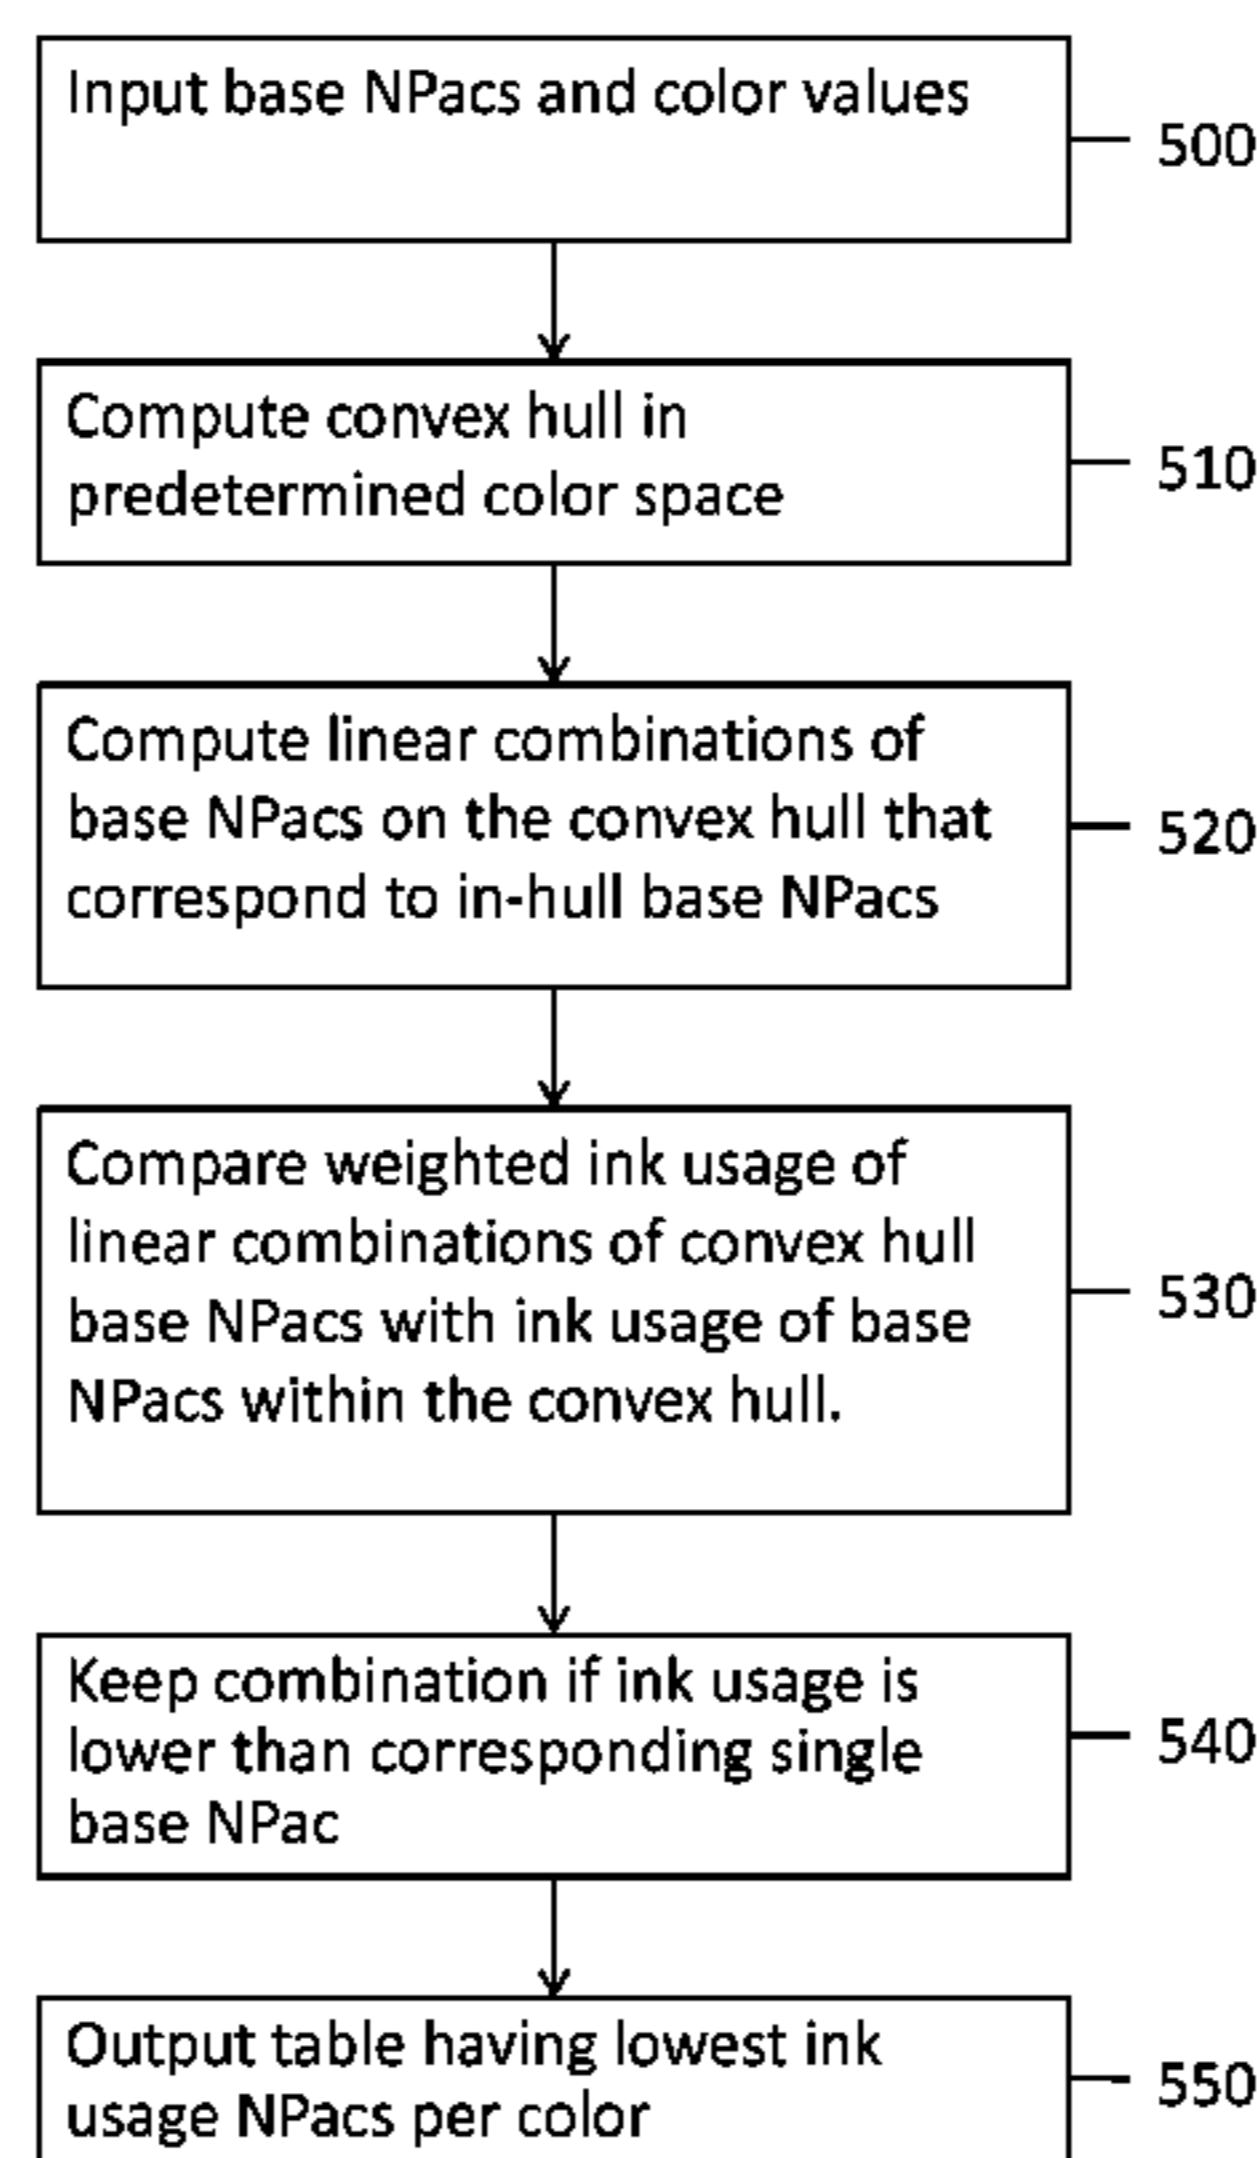 Input base NPacs and color values
500
Compute convex hull in
predetermined color space
510
Compute linear combinations of
base NPacs on the convex hull that
correspond to in-hull base NPacs
520
Compare weighted ink usage of
linear combinations of convex hull
base NPacs with ink usage of base
NPacs within the convex hull.
530
Keep combination if ink usage is
lower than corresponding single
base NPac
540
Output table having lowest ink
usage NPacs per color
550